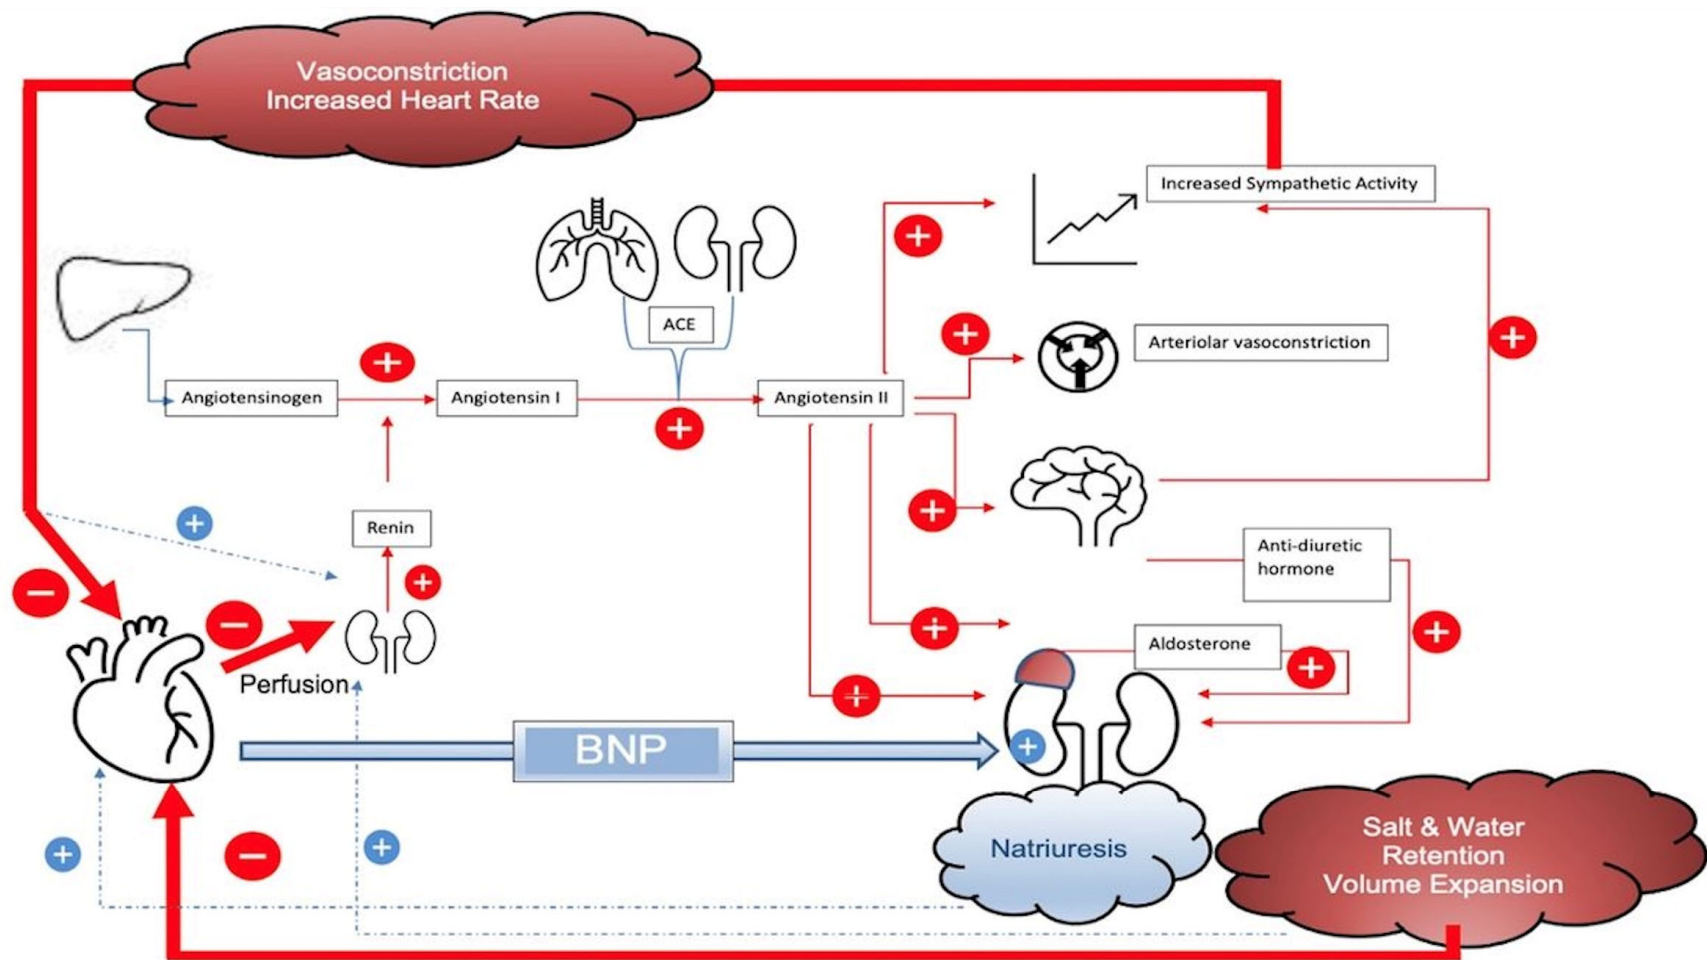 Vasoconstriction
Increased Heart Rate
Increased Sympathetic Activity
ACE
Arteriolar vasoconstriction
Angiotensinogen
Angiotensin I
Angiotensin II
Renin
Anti-diuretic
hormone
Aldosterone
Perfusion
BNP
Natriuresis
Salt & Water
Retention
Volume Expansion